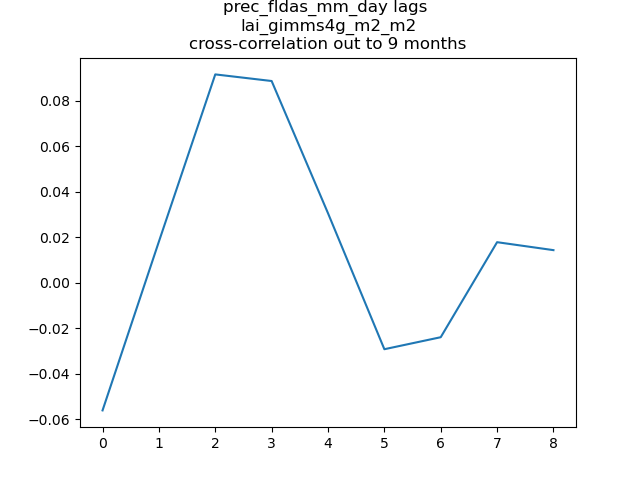 prec_fldas_mm_day lags
lai_gimms4g_m2_m2
cross-correlation out to 9 months
0.08
0.06
0.04
0.02
0.00
−0.02
−0.04
−0.06
0 1 2 3 4 5 6 7 8